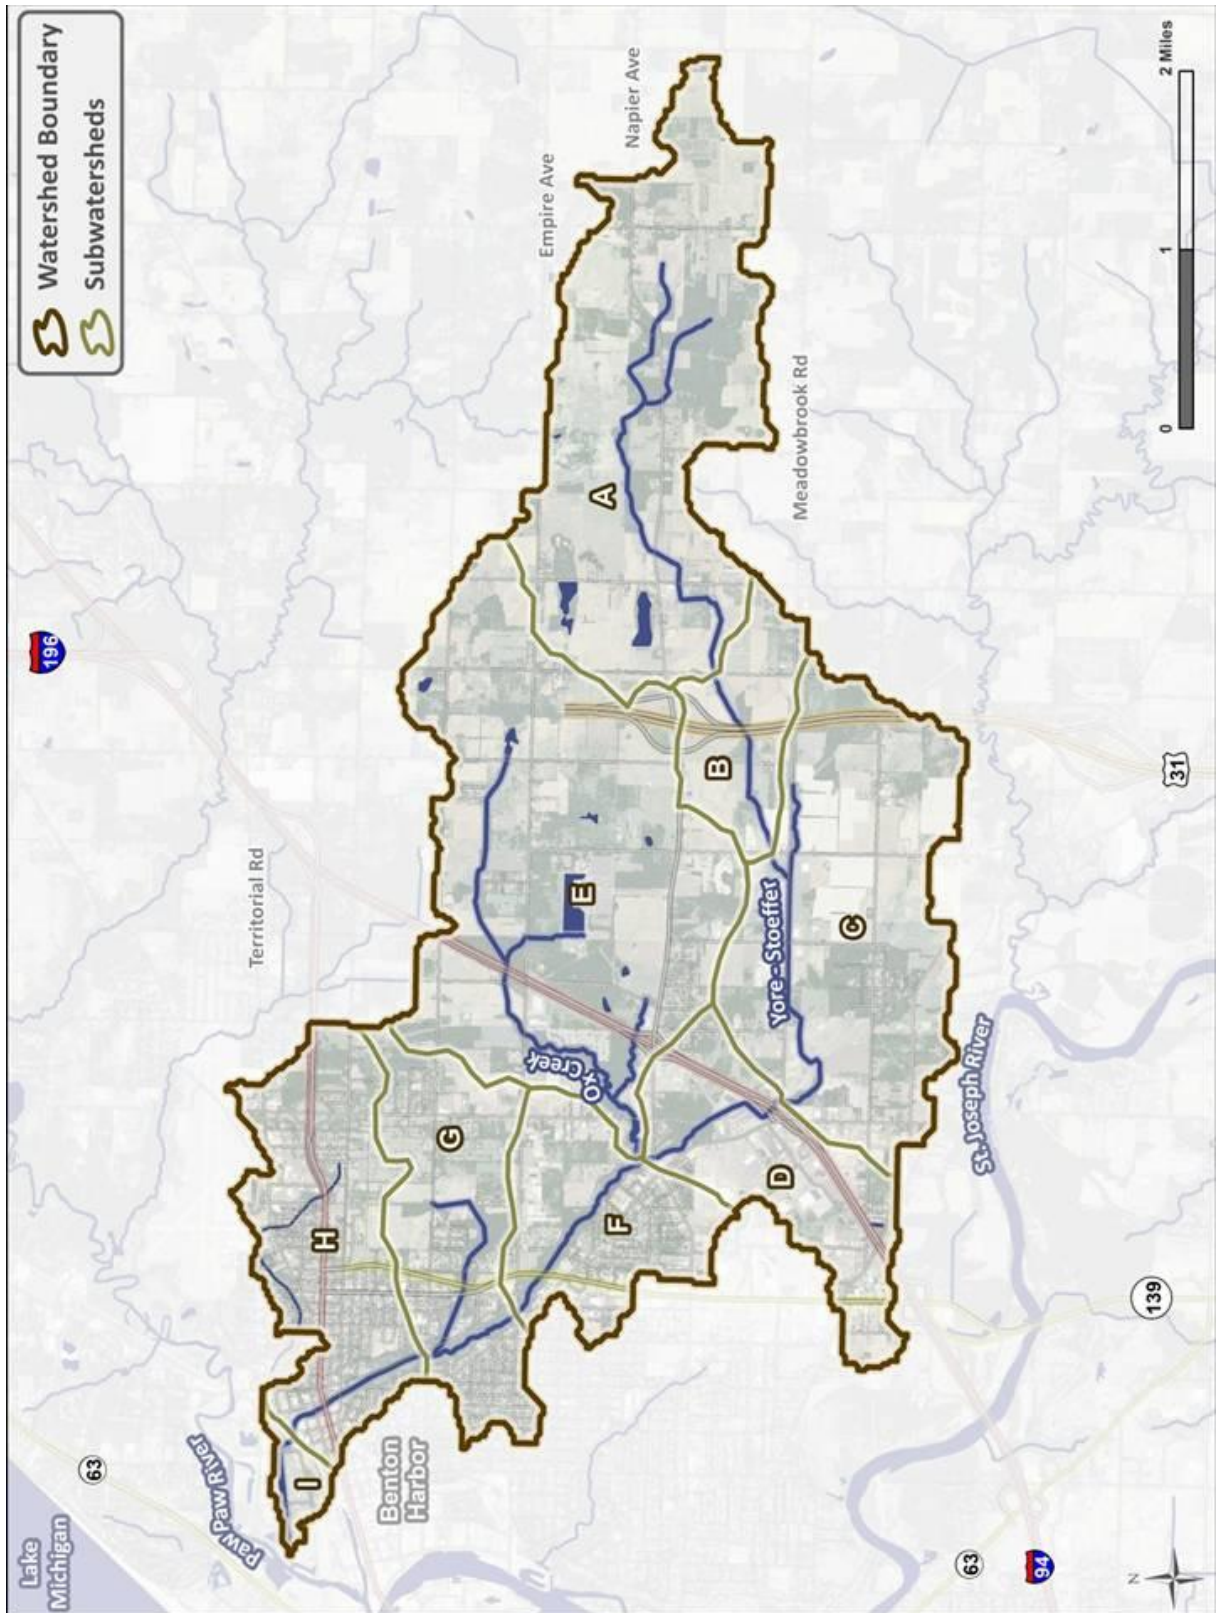 Watershed Boundary
Subwatersheds
Lake
Michigan
63
Paw Paw River
Benton
Harbor
Territorial Rd
196
Empire Ave
Napier Ave
Meadowbrook Rd
Ox Creek
Yore - Stoeffer
St. Joseph River
A
B
C
D
E
F
G
H
I
31
139
63
94
N
0
1
2 Miles